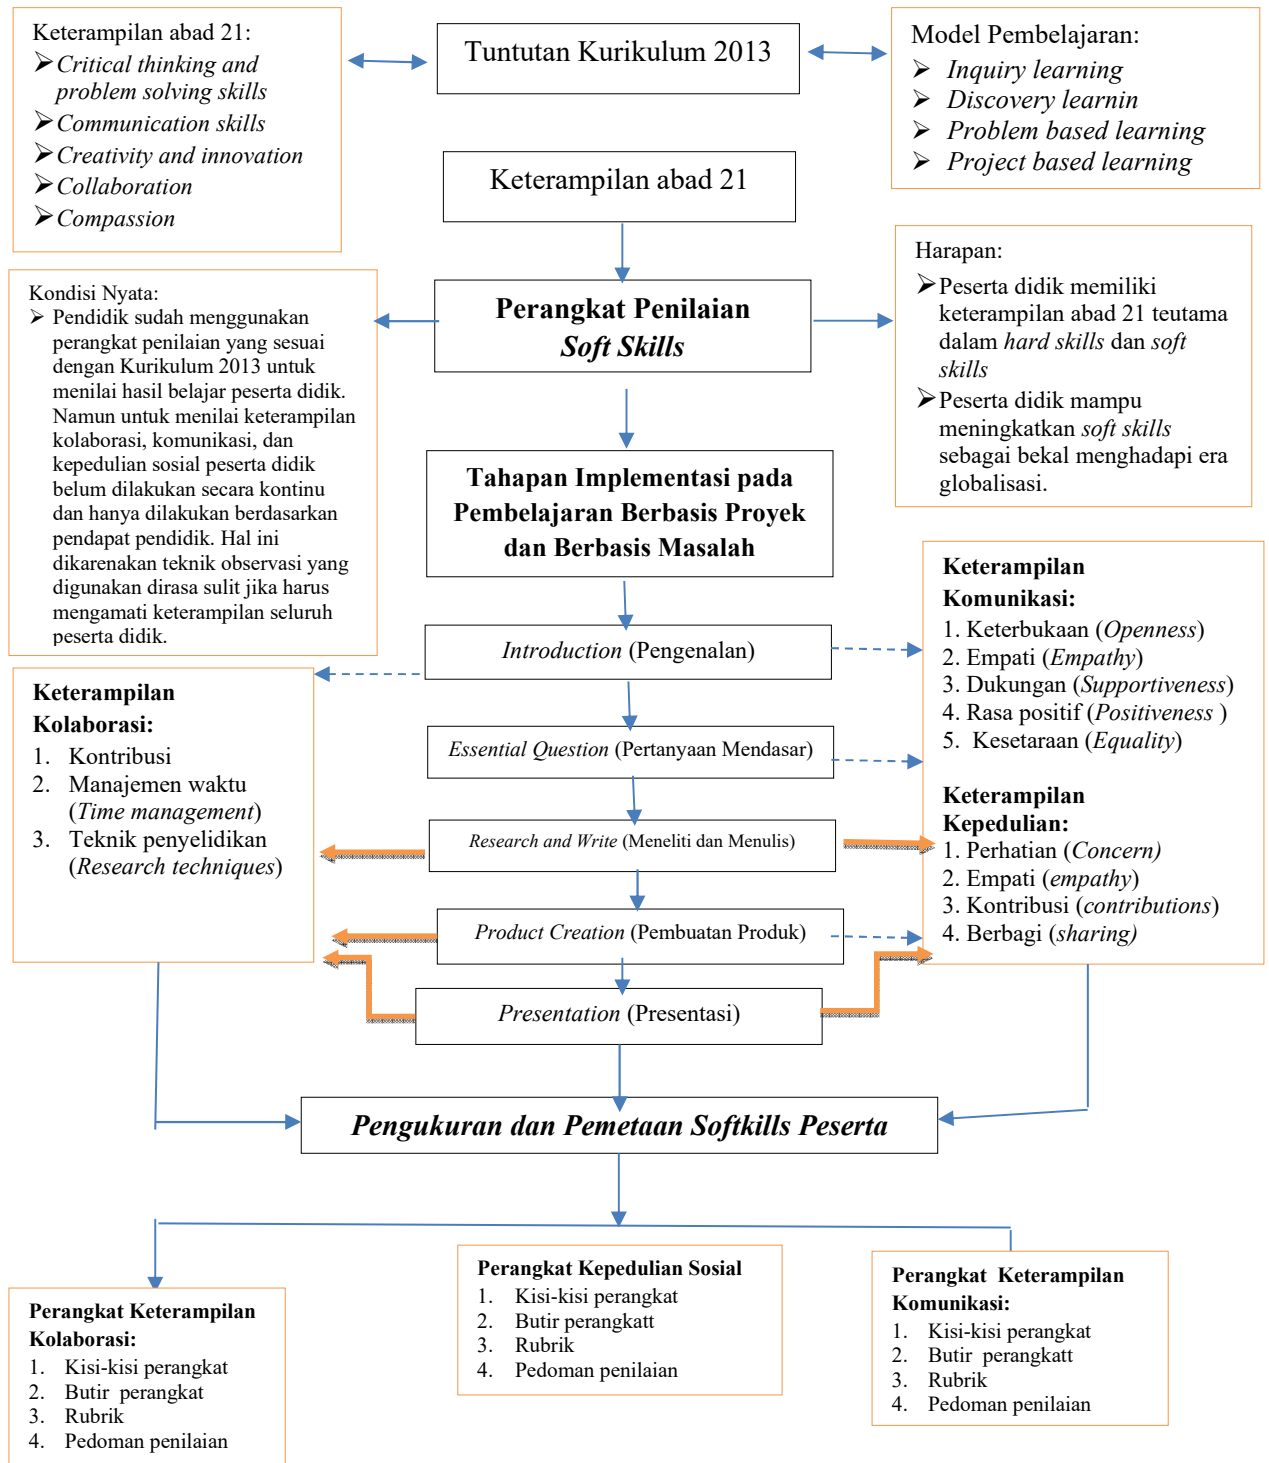 Keterampilan abad 21:
➤ Critical thinking and
problem solving skills
➤ Communication skills
➤ Creativity and innovation
➤ Collaboration
➤ Compassion
Tuntutan Kurikulum 2013
Model Pembelajaran:
➤ Inquiry learning
➤ Discovery learnin
➤ Problem based learning
➤ Project based learning
Keterampilan abad 21
Kondisi Nyata:
➤ Pendidik sudah menggunakan
perangkat penilaian yang sesuai
dengan Kurikulum 2013 untuk
menilai hasil belajar peserta didik.
Namun untuk menilai keterampilan
kolaborasi, komunikasi, dan
kepedulian sosial peserta didik
belum dilakukan secara kontinu
dan hanya dilakukan berdasarkan
pendapat pendidik. Hal ini
dikarenakan teknik observasi yang
digunakan dirasa sulit jika harus
mengamati keterampilan seluruh
peserta didik.
Perangkat Penilaian
Soft Skills
Harapan:
➤ Peserta didik memiliki
keterampilan abad 21 teutama
dalam hard skills dan soft
skills
➤ Peserta didik mampu
meningkatkan soft skills
sebagai bekal menghadapi era
globalisasi.
Tahapan Implementasi pada
Pembelajaran Berbasis Proyek
dan Berbasis Masalah
Introduction (Pengenalan)
Essential Question (Pertanyaan Mendasar)
Research and Write (Meneliti dan Menulis)
Product Creation (Pembuatan Produk)
Presentation (Presentasi)
Keterampilan
Kolaborasi:
1. Kontribusi
2. Manajemen waktu
(Time management)
3. Teknik penyelidikan
(Research techniques)
Keterampilan
Komunikasi:
1. Keterbukaan (Openness)
2. Empati (Empathy)
3. Dukungan (Supportiveness)
4. Rasa positif (Positiveness )
5. Kesetaraan (Equality)
Keterampilan
Kepedulian:
1. Perhatian (Concern)
2. Empati (empathy)
3. Kontribusi (contributions)
4. Berbagi (sharing)
Pengukuran dan Pemetaan Softkills Peserta
Perangkat Keterampilan
Kolaborasi:
1. Kisi-kisi perangkat
2. Butir perangkat
3. Rubrik
4. Pedoman penilaian
Perangkat Kepedulian Sosial
1. Kisi-kisi perangkat
2. Butir perangkatt
3. Rubrik
4. Pedoman penilaian
Perangkat Keterampilan
Komunikasi:
1. Kisi-kisi perangkat
2. Butir perangkatt
3. Rubrik
4. Pedoman penilaian